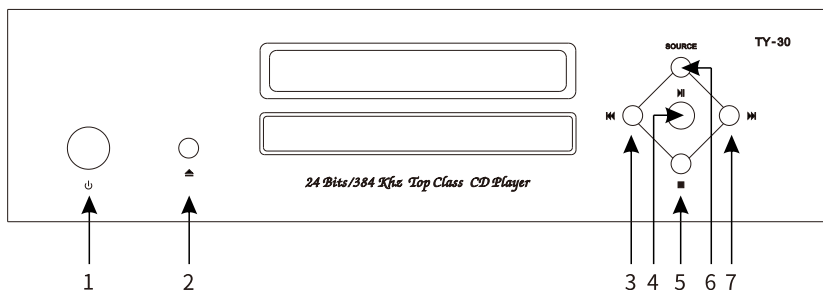 SOURCE
TY-30
24 Bits/384 Khz Top Class CD Player
1 2 3 4 5 6 7